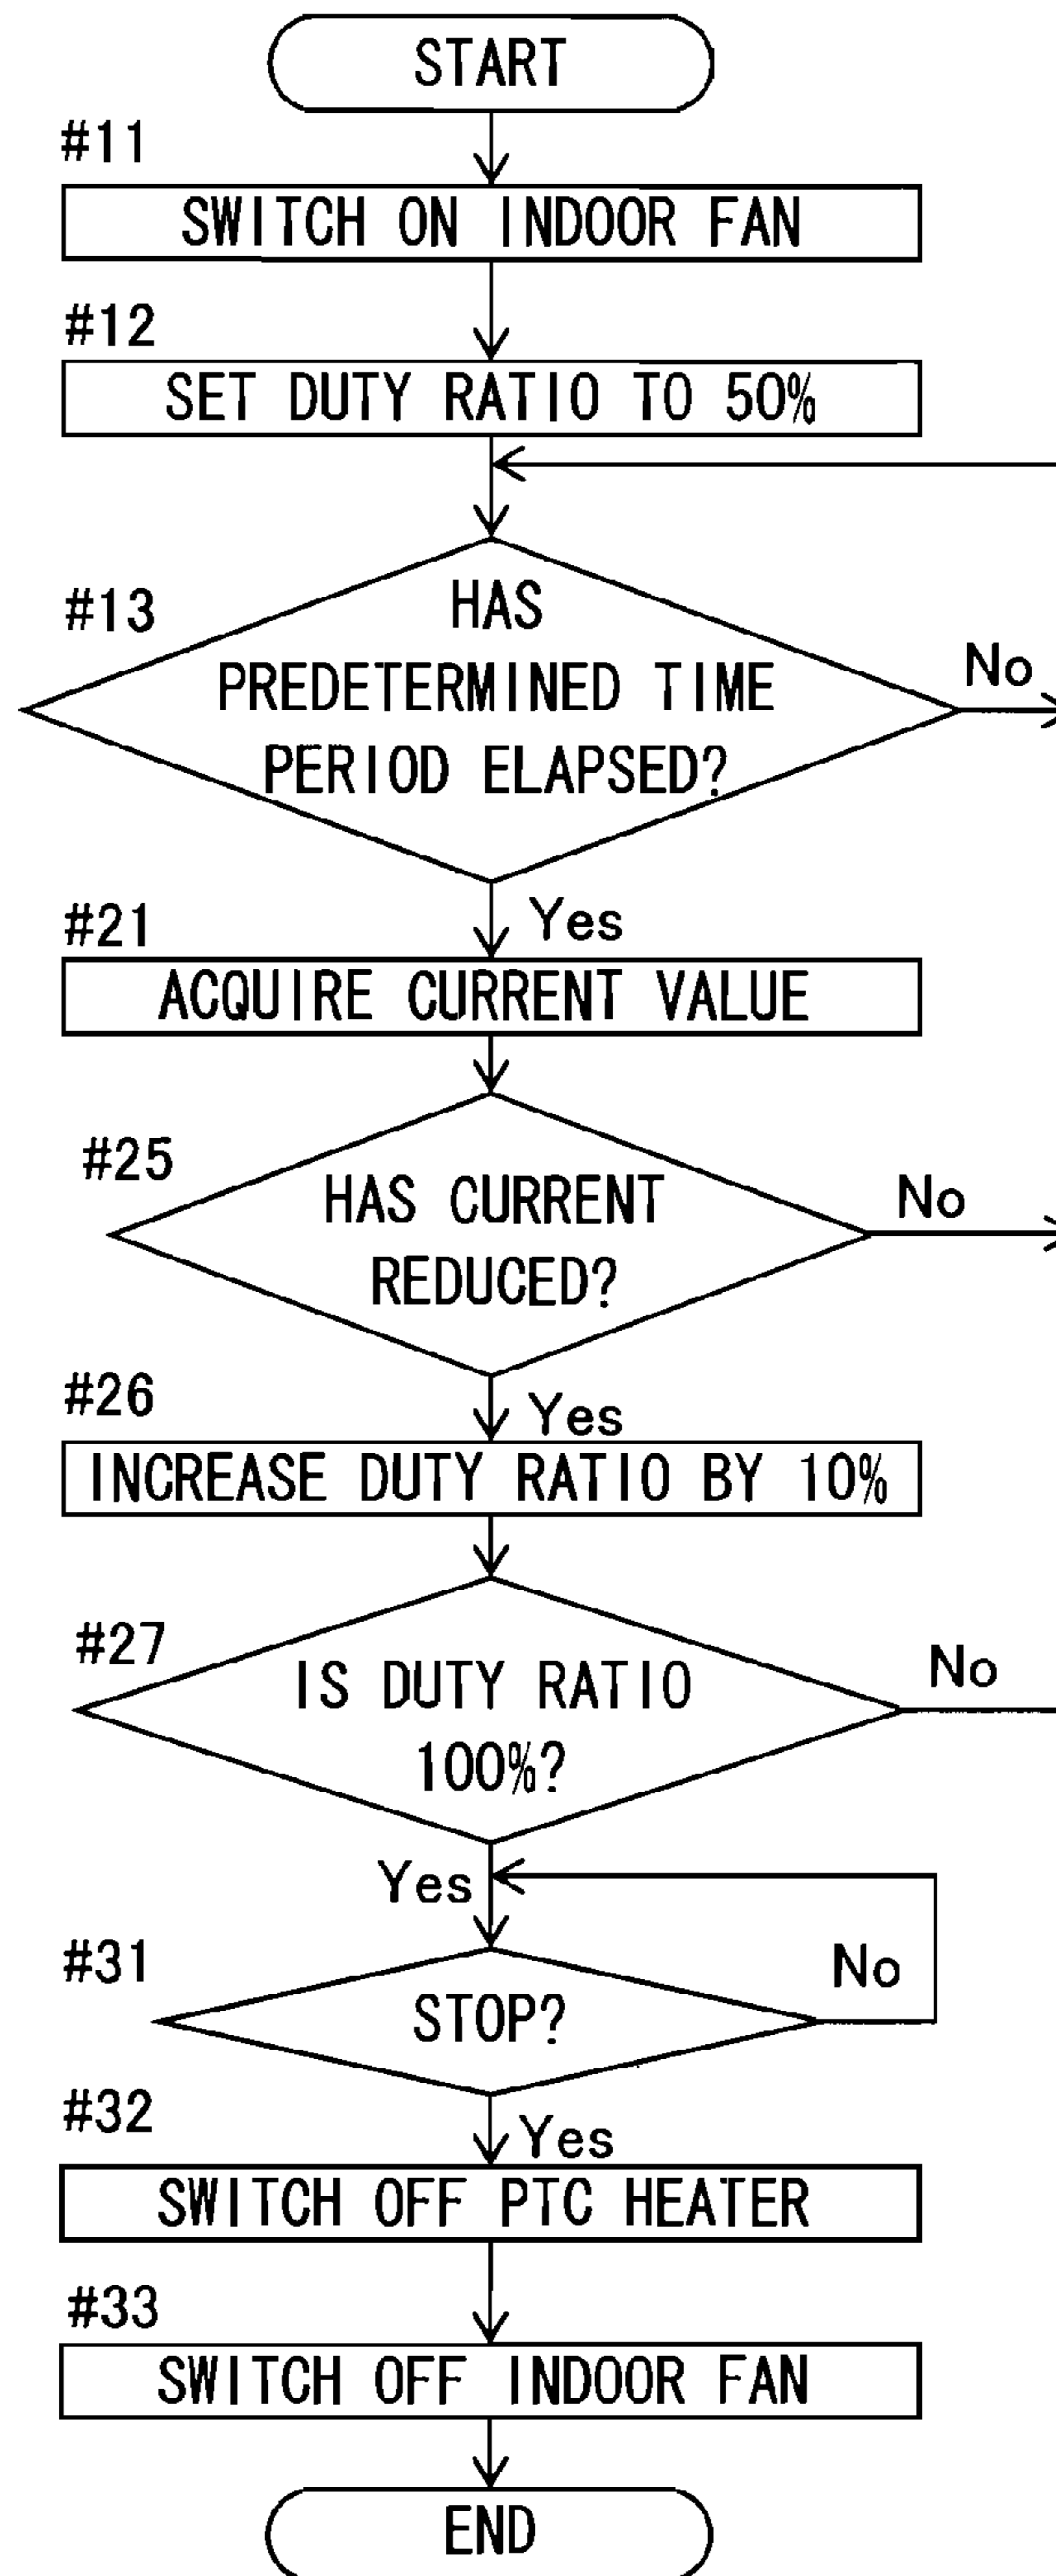 START
#11
SWITCH ON INDOOR FAN
#12
SET DUTY RATIO TO 50%
#13
HAS
PREDETERMINED TIME
PERIOD ELAPSED?
No
Yes
#21
ACQUIRE CURRENT VALUE
#25
HAS CURRENT
REDUCED?
No
Yes
#26
INCREASE DUTY RATIO BY 10%
#27
IS DUTY RATIO
100%?
No
Yes
#31
STOP?
No
Yes
#32
SWITCH OFF PTC HEATER
#33
SWITCH OFF INDOOR FAN
END